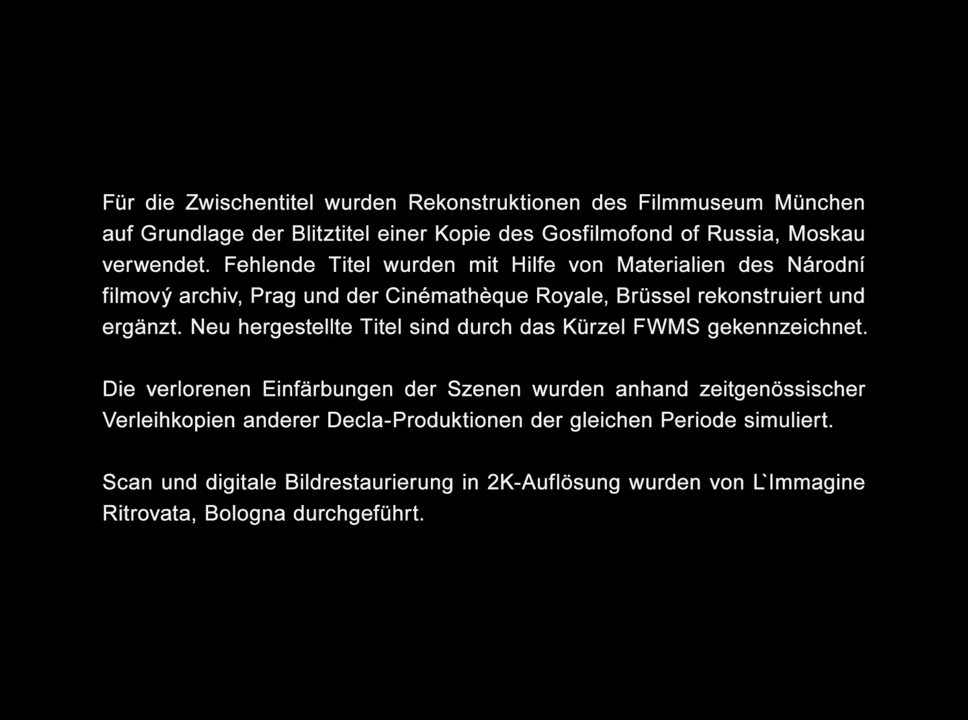 Für die Zwischentitel wurden Rekonstruktionen des Filmmuseum München
auf Grundlage der Blitztitel einer Kopie des Gosfilmofond of Russia, Moskau
verwendet. Fehlende Titel wurden mit Hilfe von Materialien des Národní
filmový archiv, Prag und der Cinémathèque Royale, Brüssel rekonstruiert und
ergänzt. Neu hergestellte Titel sind durch das Kürzel FWMS gekennzeichnet.
Die verlorenen Einfärbungen der Szenen wurden anhand zeitgenössischer
Verleihkopien anderer Decla-Produktionen der gleichen Periode simuliert.
Scan und digitale Bildrestaurierung in 2K-Auflösung wurden von L`Immagine
Ritrovata, Bologna durchgeführt.